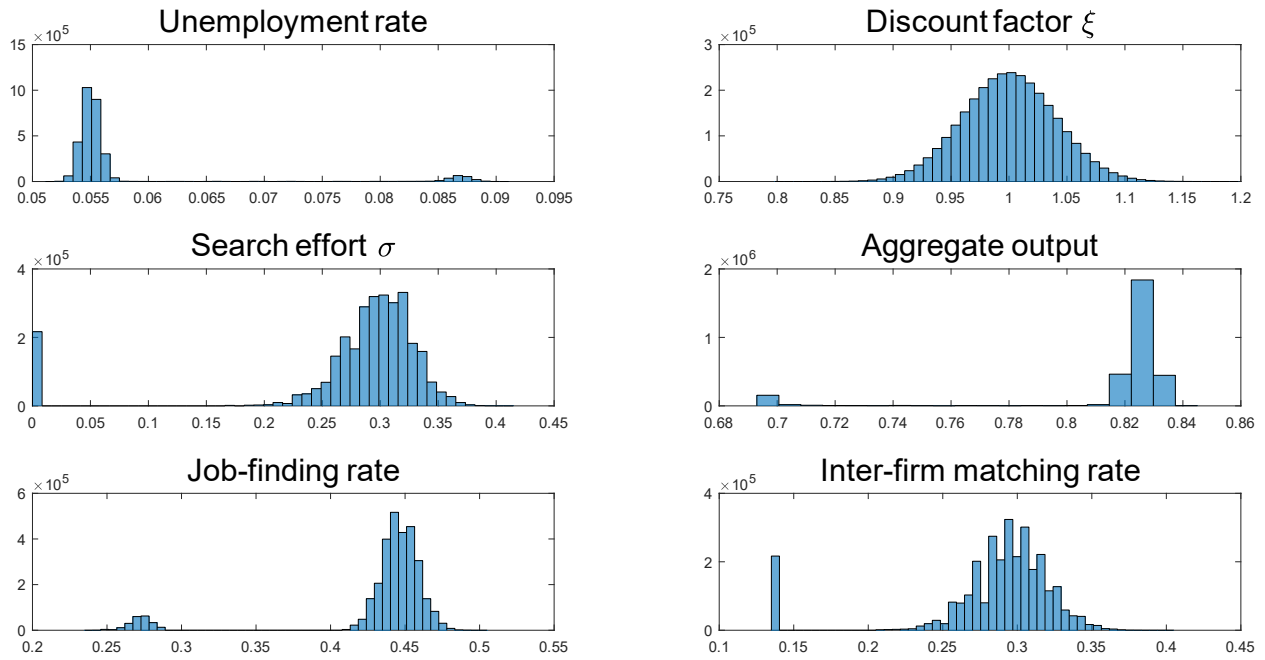 Unemployment rate
×10^5
15
10
5
0
0.05 0.055 0.06 0.065 0.07 0.075 0.08 0.085 0.09 0.095
Discount factor ξ
×10^5
3
2
1
0
0.75 0.8 0.85 0.9 0.95 1 1.05 1.1 1.15 1.2
Search effort σ
×10^5
4
2
0
0 0.05 0.1 0.15 0.2 0.25 0.3 0.35 0.4 0.45
Aggregate output
×10^6
2
1
0
0.68 0.7 0.72 0.74 0.76 0.78 0.8 0.82 0.84 0.86
Job-finding rate
×10^5
6
4
2
0
0.2 0.25 0.3 0.35 0.4 0.45 0.5 0.55
Inter-firm matching rate
×10^5
4
2
0
0.1 0.15 0.2 0.25 0.3 0.35 0.4 0.45